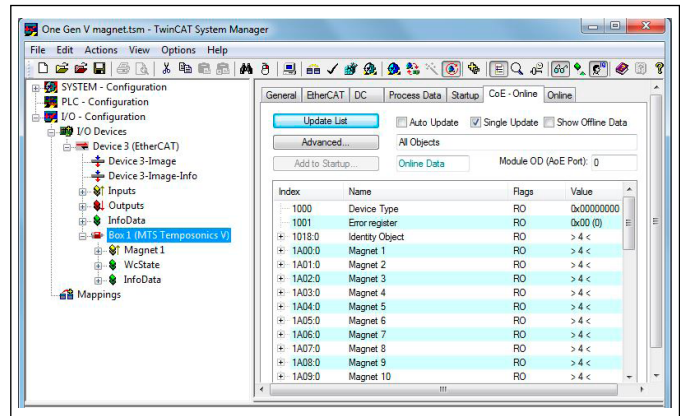 One Gen V magnet.tsm - TwinCAT System Manager
File Edit Actions View Options Help
SYSTEM - Configuration
PLC - Configuration
I/O - Configuration
I/O Devices
Device 3 (EtherCAT)
Device 3-Image
Device 3-Image-Info
Inputs
Outputs
InfoData
Box 1 (MTS Temposonics V)
Magnet 1
WcState
InfoData
Mappings
General EtherCAT DC Process Data Startup CoE - Online Online
Update List Auto Update Single Update Show Offline Data
Advanced... All Objects
Add to Startup... Online Data Module OD (AoE Port): 0
Index Name Flags Value
1000 Device Type RO 0x00000000
1001 Error register RO 0x00 (0)
1018:0 Identity Object RO > 4 <
1A00:0 Magnet 1 RO > 4 <
1A01:0 Magnet 2 RO > 4 <
1A02:0 Magnet 3 RO > 4 <
1A03:0 Magnet 4 RO > 4 <
1A04:0 Magnet 5 RO > 4 <
1A05:0 Magnet 6 RO > 4 <
1A06:0 Magnet 7 RO > 4 <
1A07:0 Magnet 8 RO > 4 <
1A08:0 Magnet 9 RO > 4 <
1A09:0 Magnet 10 RO > 4 <